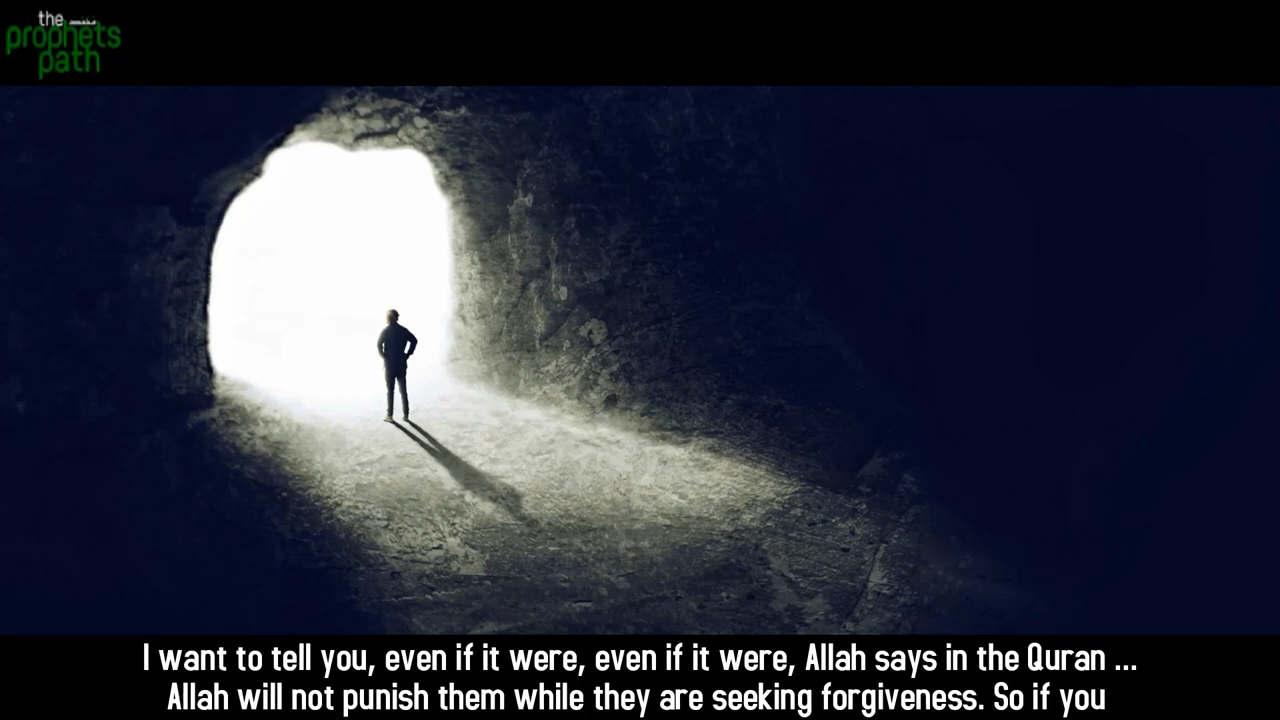 the
prophets
path
I want to tell you, even if it were, even if it were, Allah says in the Quran ...
Allah will not punish them while they are seeking forgiveness. So if you